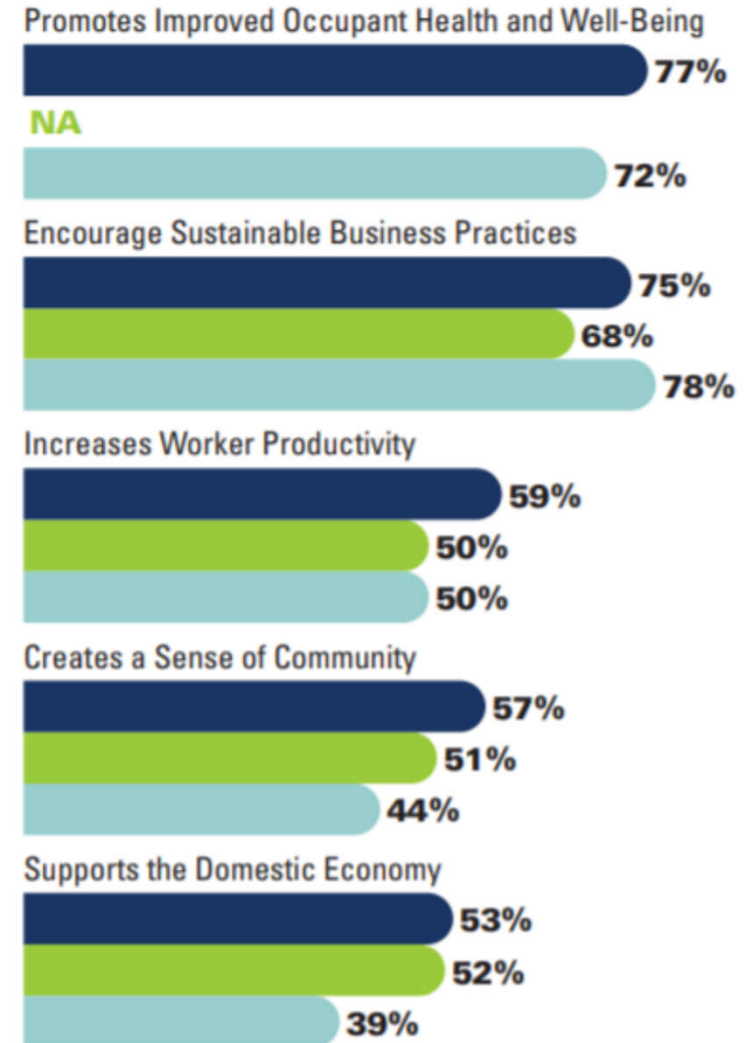 Promotes Improved Occupant Health and Well-Being
77%
NA
72%
Encourage Sustainable Business Practices
75%
68%
78%
Increases Worker Productivity
59%
50%
50%
Creates a Sense of Community
57%
51%
44%
Supports the Domestic Economy
53%
52%
39%